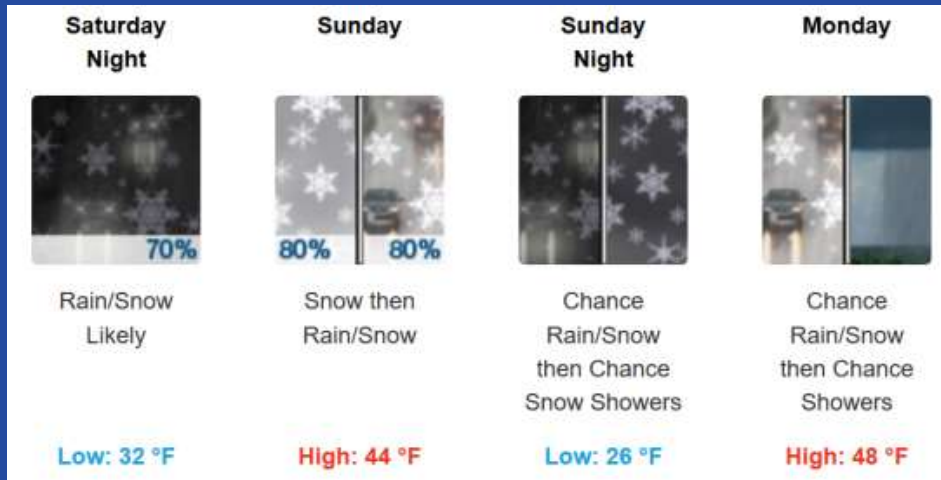 Saturday
Night
Sunday
Sunday
Night
Monday
70%
80%
80%
Rain/Snow
Likely
Snow then
Rain/Snow
Chance
Rain/Snow
then Chance
Snow Showers
Chance
Rain/Snow
then Chance
Showers
Low: 32 °F
High: 44 °F
Low: 26 °F
High: 48 °F